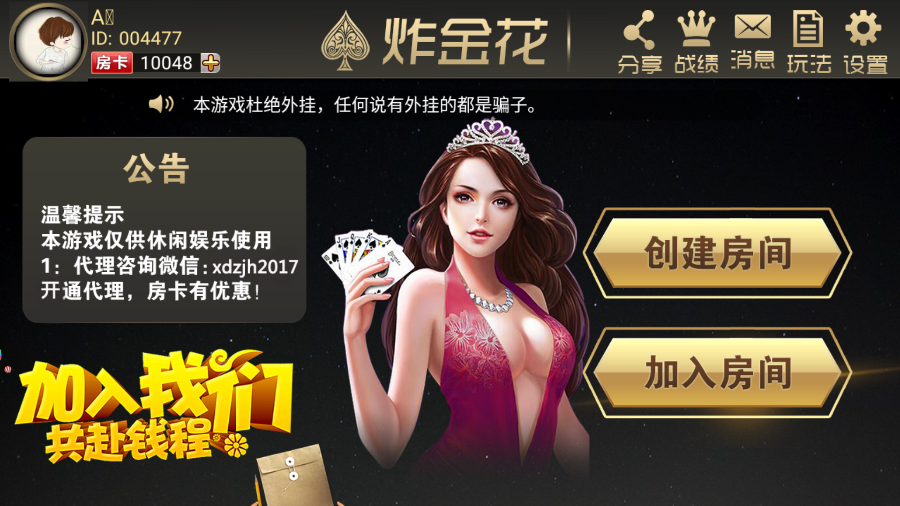 A
ID: 004477
房卡 10048
炸金花
分享 战绩 消息 玩法 设置
本游戏杜绝外挂，任何说有外挂的都是骗子。
公告
温馨提示
本游戏仅供休闲娱乐使用
1：代理咨询微信:xdzjh2017
开通代理，房卡有优惠！
创建房间
加入房间
加入我们
共赴钱程